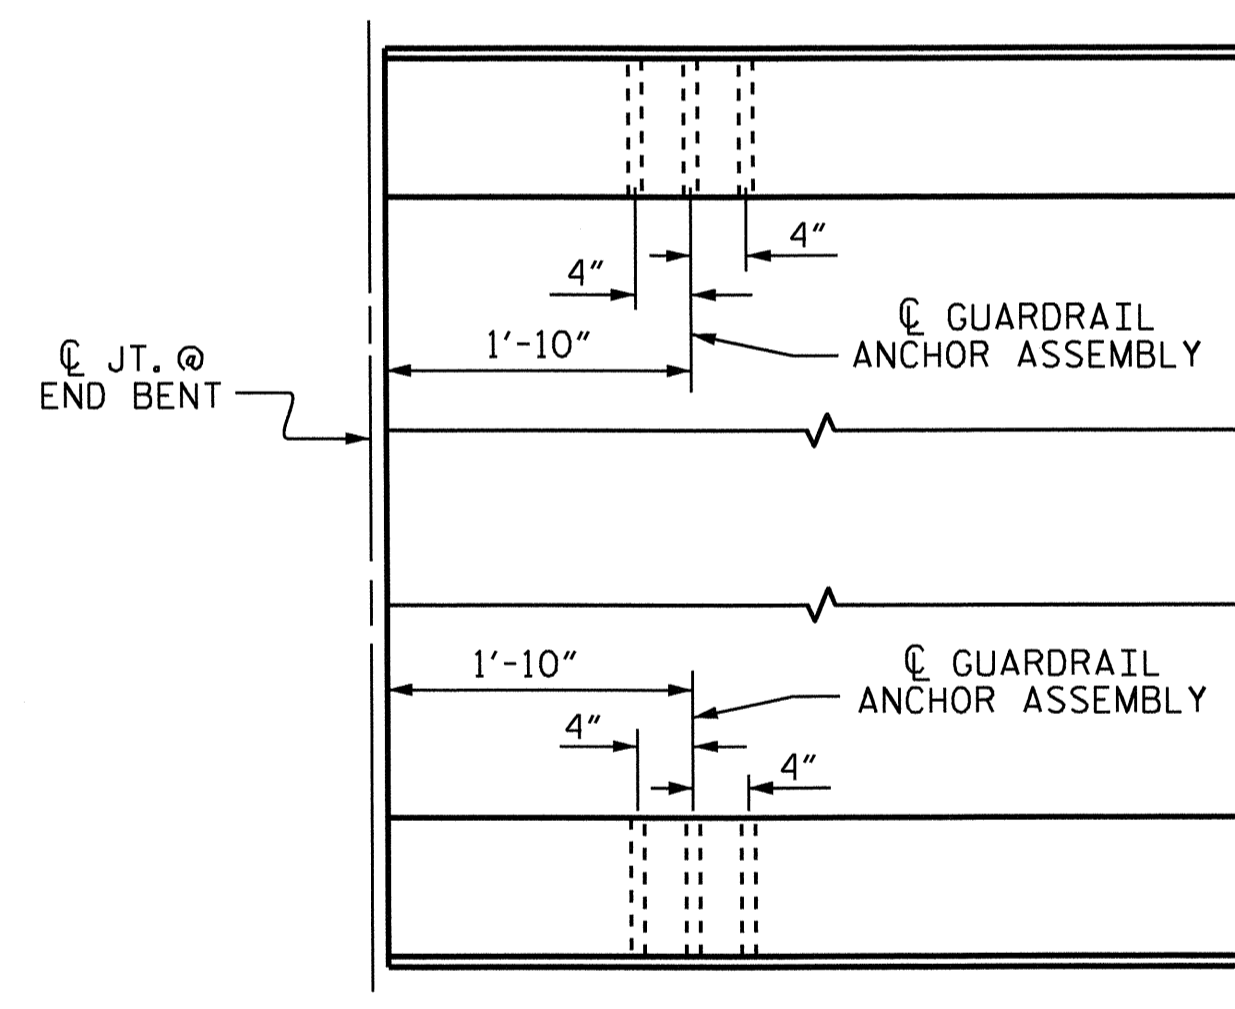 4"
4"
℄ GUARDRAIL
ANCHOR ASSEMBLY
1'-10"
℄ JT. @
END BENT
1'-10"
℄ GUARDRAIL
ANCHOR ASSEMBLY
4"
4"